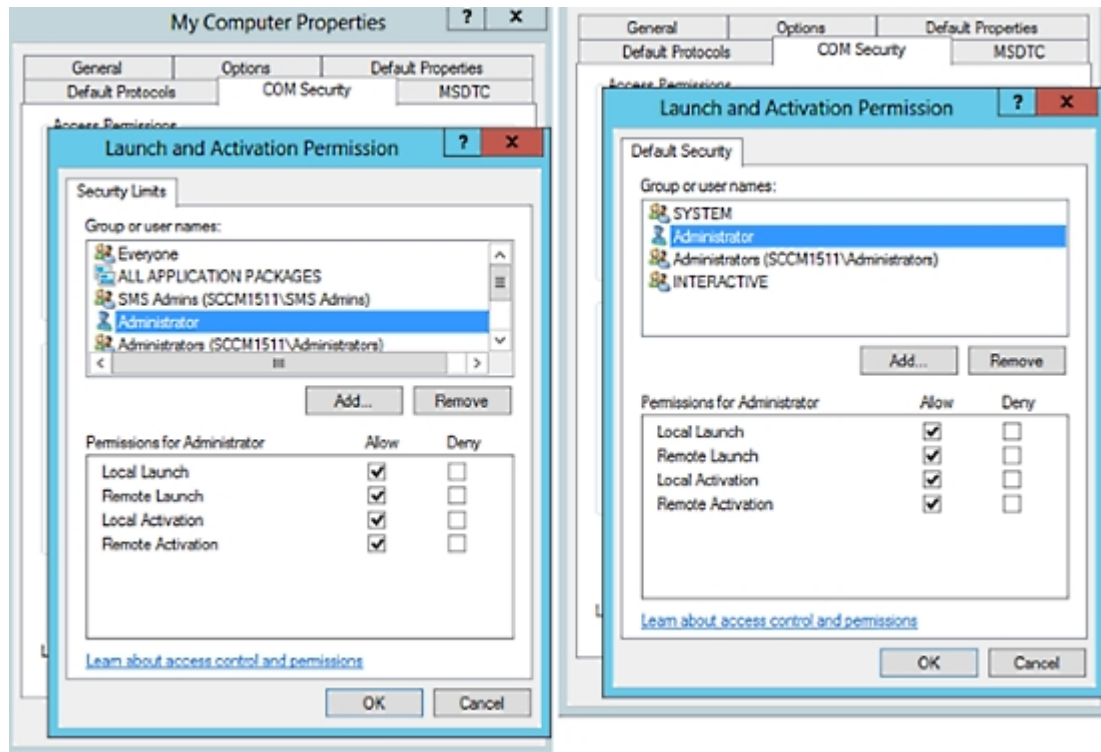 My Computer Properties
? x
General Options Default Properties
Default Protocols COM Security MSDTC
Access Permissions
Launch and Activation Permission
? x
Security Limits
Group or user names:
Everyone
ALL APPLICATION PACKAGES
SMS Admins (SCCM1511\SMS Admins)
Administrator
Administrators (SCCM1511\Administrators)
Add... Remove
Permissions for Administrator Allow Deny
Local Launch
Remote Launch
Local Activation
Remote Activation
Learn about access control and permissions
OK Cancel
General Options Default Properties
Default Protocols COM Security MSDTC
Access Permissions
Launch and Activation Permission
? x
Default Security
Group or user names:
SYSTEM
Administrator
Administrators (SCCM1511\Administrators)
INTERACTIVE
Add... Remove
Permissions for Administrator Allow Deny
Local Launch
Remote Launch
Local Activation
Remote Activation
Learn about access control and permissions
OK Cancel